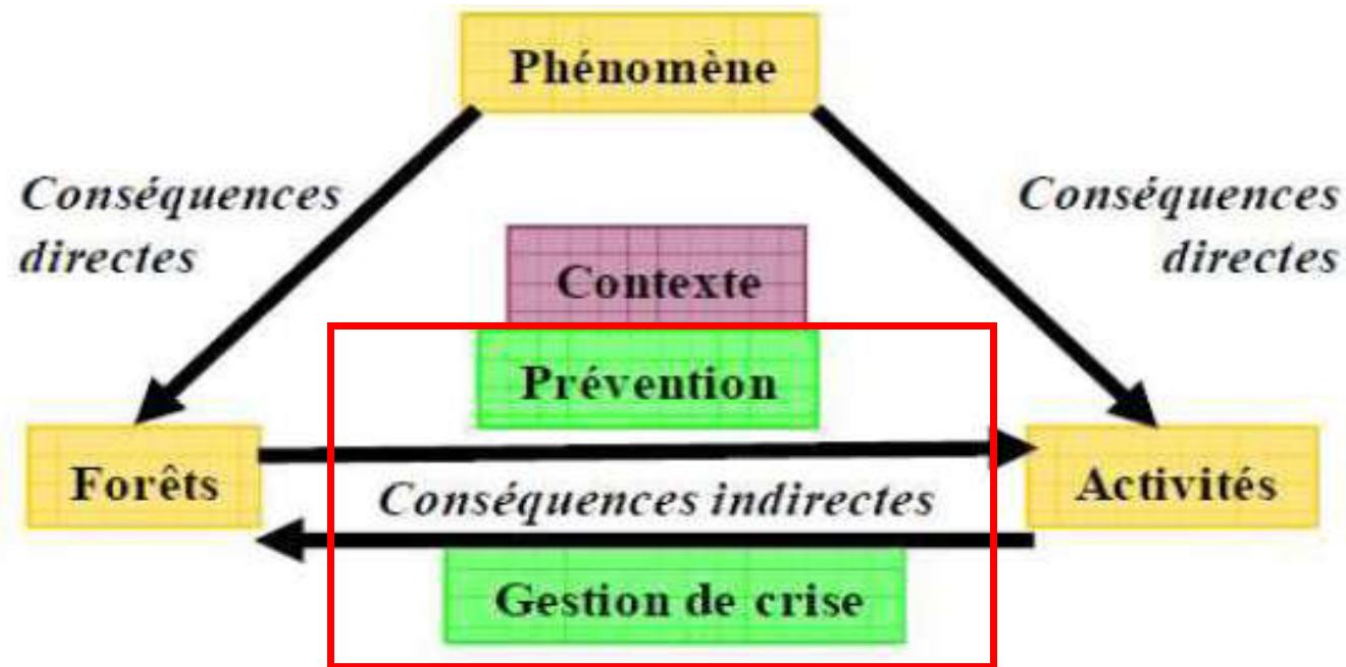 Phénomène
Conséquences
directes
Conséquences
directes
Contexte
Prévention
Forêts
Conséquences indirectes
Activités
Gestion de crise